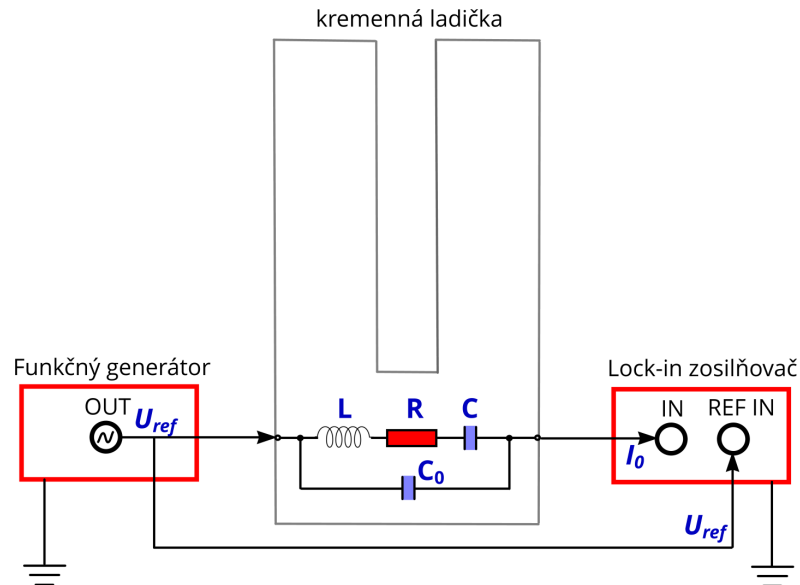 kremenná ladička
Funkčný generátor
Lock-in zosilňovač
OUT
Uref
L
R
C
IN
REF IN
I0
C0
Uref